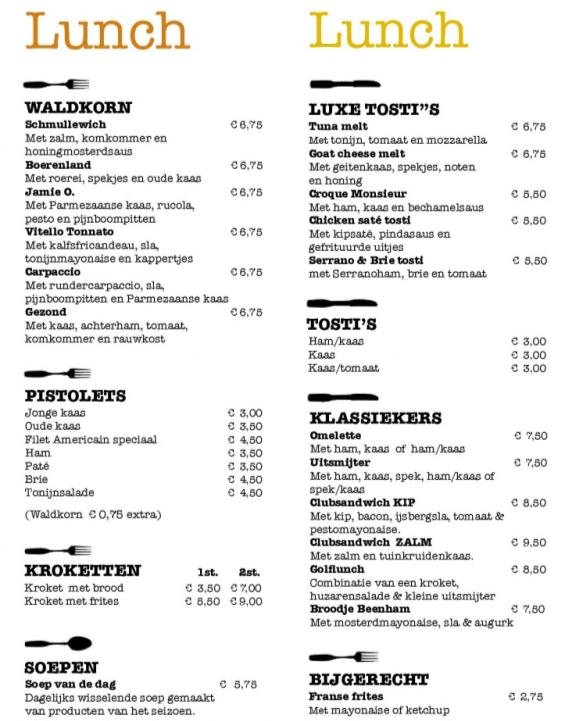 Lunch
WALDKORN
Schmullewich € 6,75
Met zalm, komkommer en
honingmosterdsaus
Boerenland € 6,75
Met roerei, spekjes en oude kaas
Jamie O. € 6,75
Met Parmezaanse kaas, rucola,
pesto en pijnboompitten
Vitello Tonnato € 6,75
Met kalfsfricandeau, sla,
tonijnmayonaise en kappertjes
Carpaccio € 6,75
Met rundercarpaccio, sla,
pijnboompitten en Parmezaanse kaas
Gezond € 6,75
Met kaas, achterham, tomaat,
komkommer en rauwkost
PISTOLETS
Jonge kaas € 3,00
Oude kaas € 3,50
Filet Americain speciaal € 4,50
Ham € 3,50
Paté € 3,50
Brie € 4,50
Tonijnsalade € 4,50
(Waldkorn € 0,75 extra)
KROKETTEN 1st. 2st.
Kroket met brood € 3,50 € 7,00
Kroket met frites € 5,50 € 9,00
SOEPEN
Soep van de dag € 5,75
Dagelijks wisselende soep gemaakt
van producten van het seizoen.
Lunch
LUXE TOSTI"S
Tuna melt € 6,75
Met tonijn, tomaat en mozzarella
Goat cheese melt € 6,75
Met geitenkaas, spekjes, noten
en honing
Croque Monsieur € 5,50
Met ham, kaas en bechamelsaus
Chicken saté tosti € 5,50
Met kipsaté, pindasaus en
gefrituurde uitjes
Serrano & Brie tosti € 5,50
met Serranoham, brie en tomaat
TOSTI'S
Ham/kaas € 3,00
Kaas € 3,00
Kaas/tomaat € 3,00
KLASSIEKERS
Omelette € 7,50
Met ham, kaas of ham/kaas
Uitsmijter € 7,50
Met ham, kaas, spek, ham/kaas of
spek/kaas
Clubsandwich KIP € 8,50
Met kip, bacon, ijsbergsla, tomaat &
pestomayonaise.
Clubsandwich ZALM € 9,50
Met zalm en tuinkruidenkaas.
Golflunch € 8,50
Combinatie van een kroket,
huzarensalade & kleine uitsmijter
Broodje Beenham € 7,50
Met mosterdmayonaise, sla & augurk
BIJGERECHT
Franse frites € 2,75
Met mayonaise of ketchup